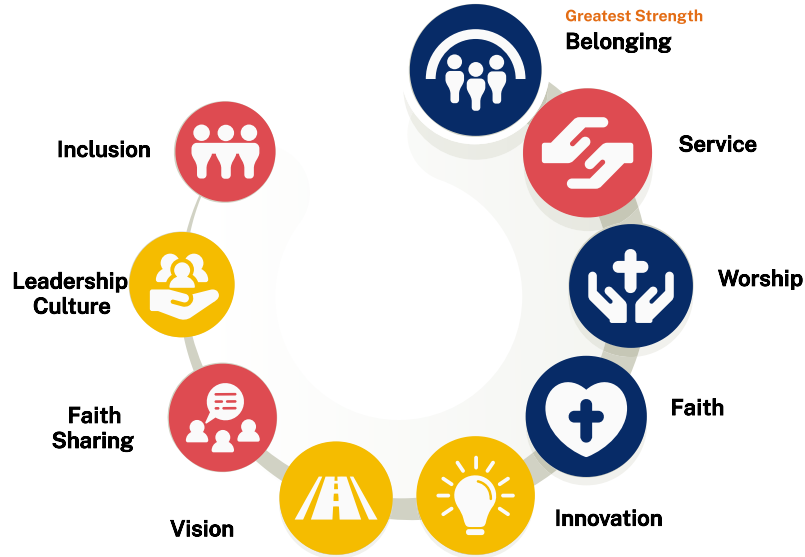 Greatest Strength
Belonging
Service
Worship
Faith
Innovation
Vision
Faith
Sharing
Leadership
Culture
Inclusion